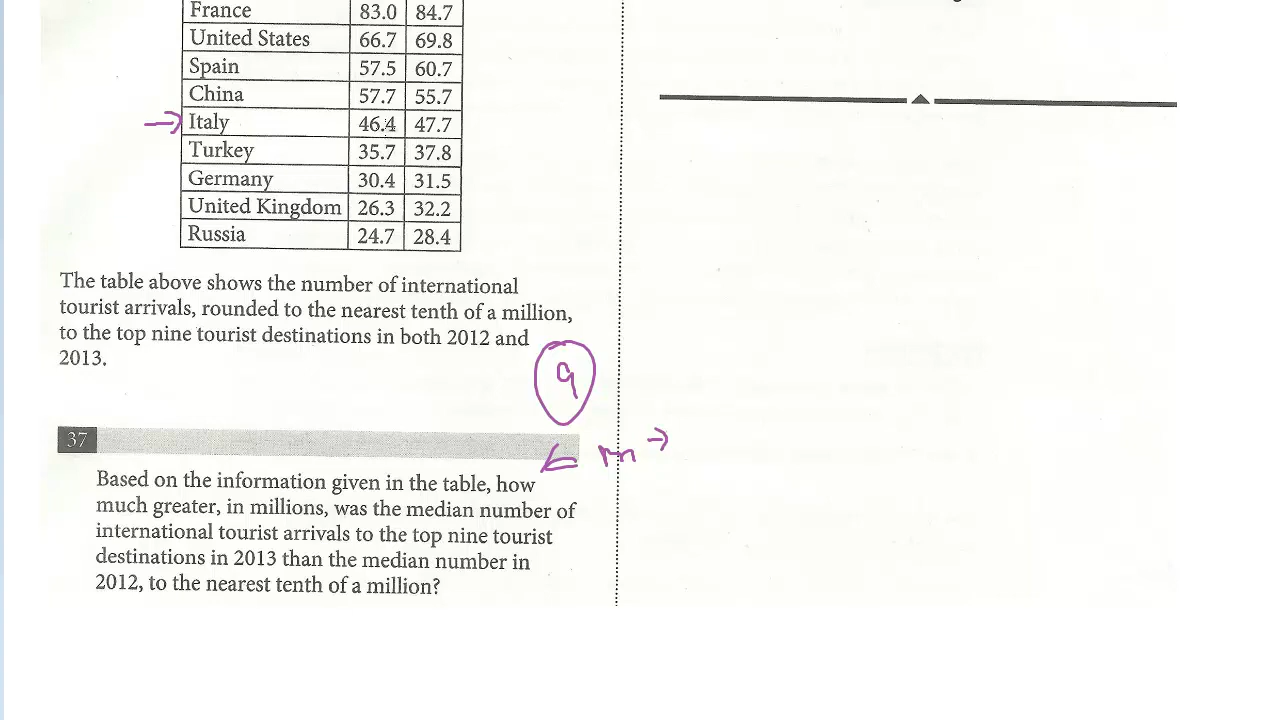 France 83.0 84.7
United States 66.7 69.8
Spain 57.5 60.7
China 57.7 55.7
Italy 46.4 47.7
Turkey 35.7 37.8
Germany 30.4 31.5
United Kingdom 26.3 32.2
Russia 24.7 28.4
The table above shows the number of international
tourist arrivals, rounded to the nearest tenth of a million,
to the top nine tourist destinations in both 2012 and
2013.
9
37
m
Based on the information given in the table, how
much greater, in millions, was the median number of
international tourist arrivals to the top nine tourist
destinations in 2013 than the median number in
2012, to the nearest tenth of a million?